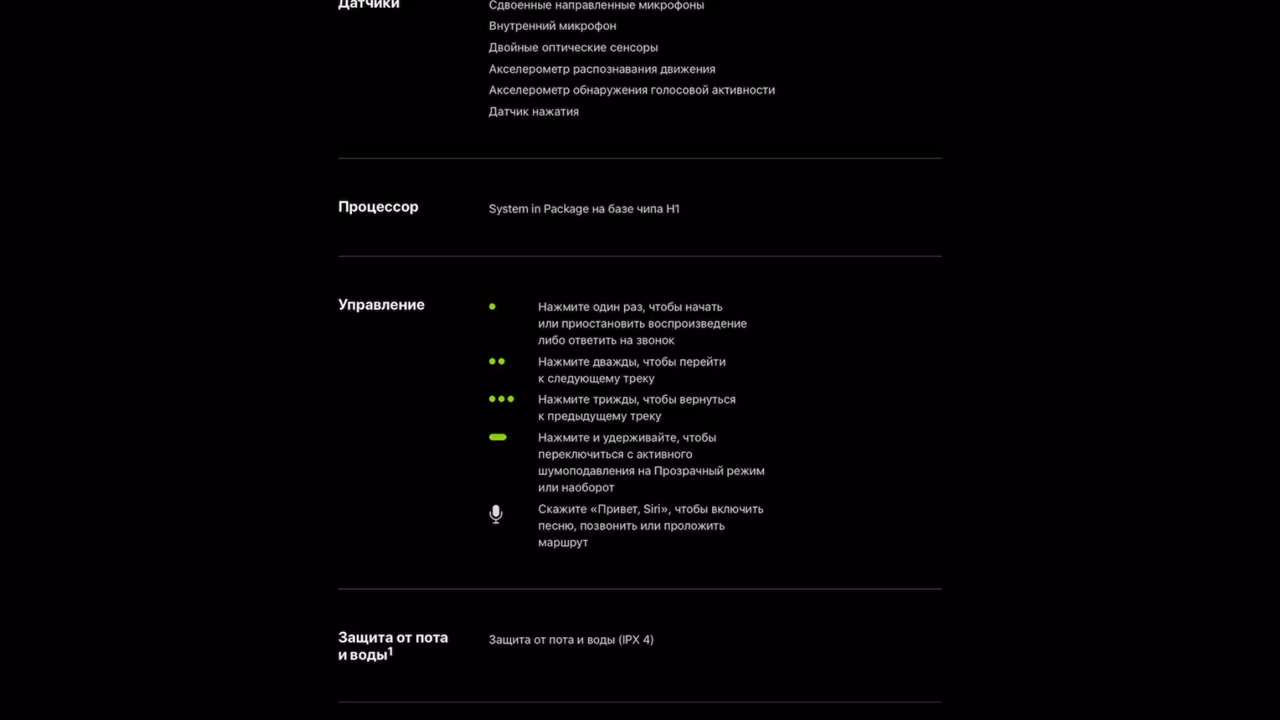 Датчики
Сдвоенные направленные микрофоны
Внутренний микрофон
Двойные оптические сенсоры
Акселерометр распознавания движения
Акселерометр обнаружения голосовой активности
Датчик нажатия
Процессор
System in Package на базе чипа H1
Управление
Нажмите один раз, чтобы начать
или приостановить воспроизведение
либо ответить на звонок
Нажмите дважды, чтобы перейти
к следующему треку
Нажмите трижды, чтобы вернуться
к предыдущему треку
Нажмите и удерживайте, чтобы
переключиться с активного
шумоподавления на Прозрачный режим
или наоборот
Скажите «Привет, Siri», чтобы включить
песню, позвонить или проложить
маршрут
Защита от пота
и воды¹
Защита от пота и воды (IPX 4)